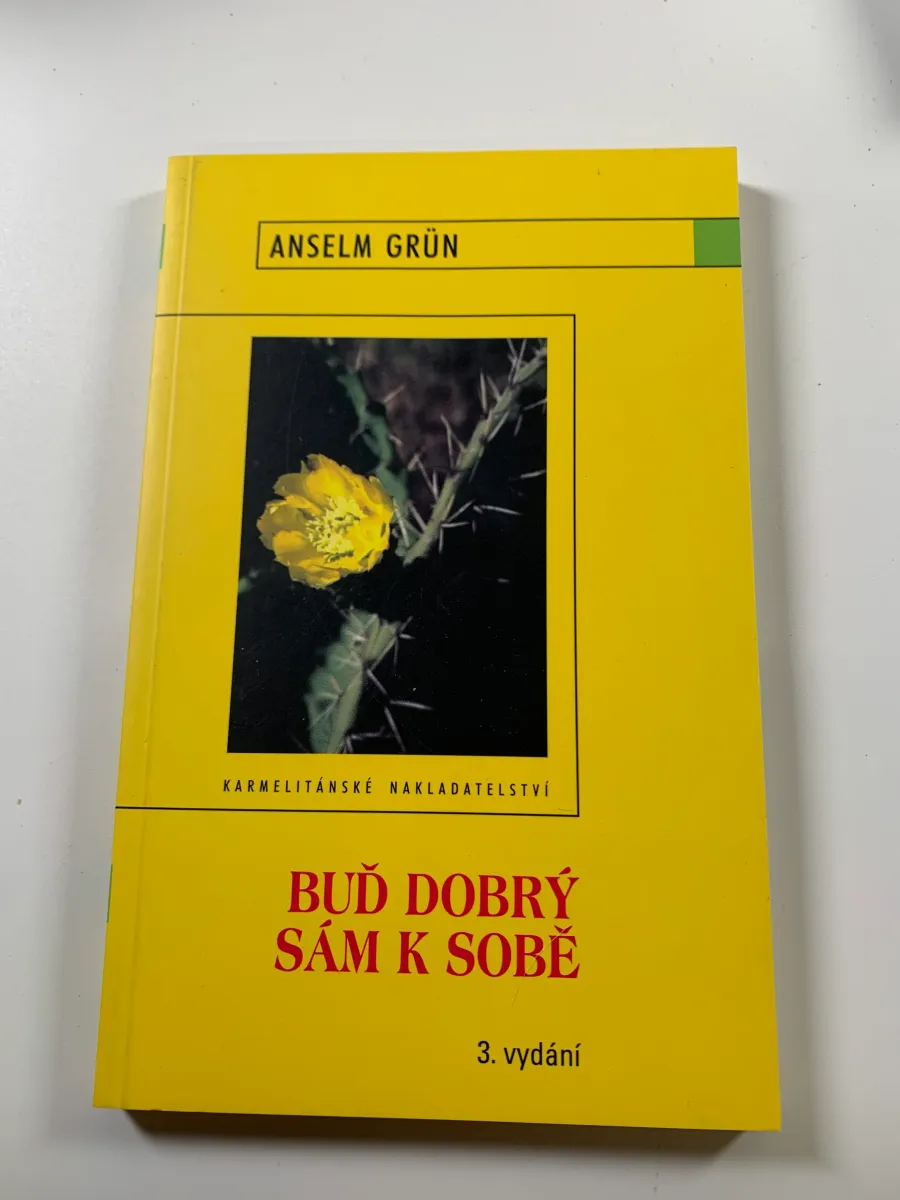 ANSELM GRÜN
KARMELITÁNSKÉ NAKLADATELSTVÍ
BUĎ DOBRÝ
SÁM K SOBĚ
3. vydání